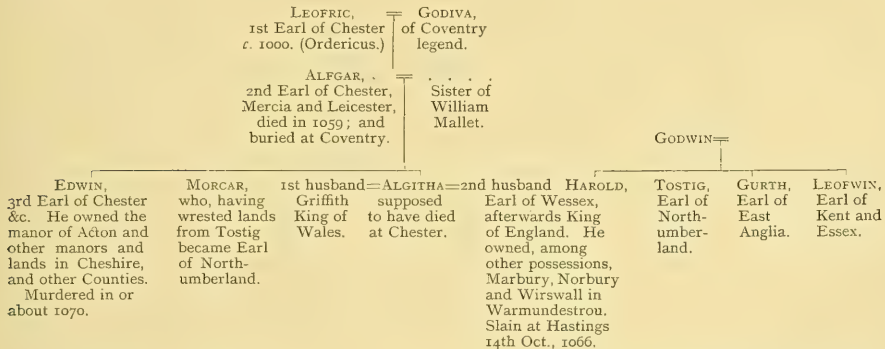 LEOFRIC, = GODIVA,
1st Earl of Chester of Coventry
c. 1000. (Ordericus.) legend.
ALFGAR, . = . . . .
2nd Earl of Chester, Sister of
Mercia and Leicester, William
died in 1059; and Mallet.
buried at Coventry.
GODWIN=
EDWIN,
3rd Earl of Chester
&c. He owned the
manor of Acton and
other manors and
lands in Cheshire,
and other Counties.
Murdered in or
about 1070.
MORCAR,
who, having
wrested lands
from Tostig
became Earl
of North-
umberland.
1st husband=ALGITHA=2nd husband HAROLD,
Griffith
King of
Wales.
supposed
to have died
at Chester.
Earl of Wessex,
afterwards King
of England. He
owned, among
other possessions,
Marbury, Norbury
and Wirswall in
Warmundestrou.
Slain at Hastings
14th Oct., 1066.
TOSTIG,
Earl of
North-
umber-
land.
GURTH,
Earl of
East
Anglia.
LEOFWIN,
Earl of
Kent and
Essex.